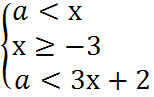 a < x
x ≥ −3
a < 3x + 2